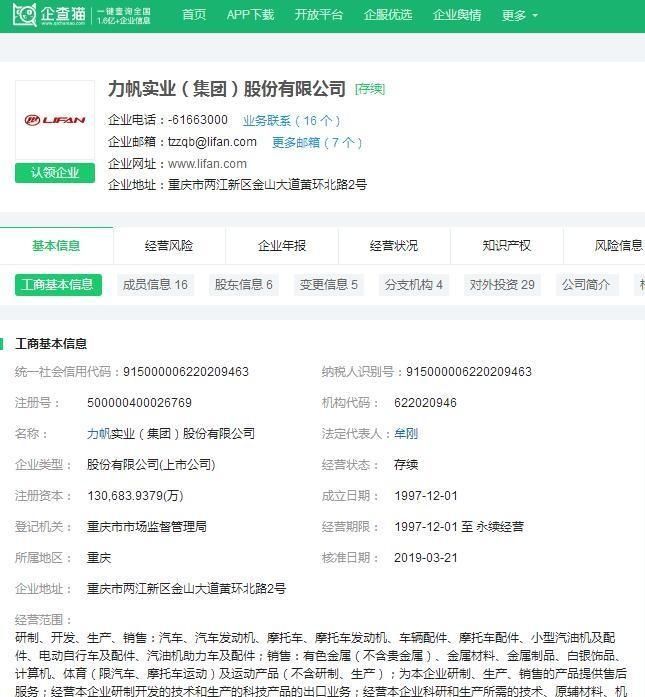 企查猫 一键查询全国
1.6亿+企业信息
首页 APP下载 开放平台 企服优选 企业舆情 更多
LIFAN
认领企业
力帆实业（集团）股份有限公司 [存续]
企业电话：-61663000 业务联系（16 个）
企业邮箱：tzzqb@lifan.com 更多邮箱（7 个）
企业网址：www.lifan.com
企业地址：重庆市两江新区金山大道黄环北路2号
基本信息 经营风险 企业年报 经营状况 知识产权 风险信息
工商基本信息 成员信息 16 股东信息 6 变更信息 5 分支机构 4 对外投资 29 公司简介
工商基本信息
统一社会信用代码：915000006220209463 纳税人识别号：915000006220209463
注册号： 500000400026769 机构代码： 622020946
名称： 力帆实业（集团）股份有限公司 法定代表人：牟刚
企业类型： 股份有限公司(上市公司) 经营状态： 存续
注册资本： 130,683.9379(万) 成立日期： 1997-12-01
登记机关： 重庆市市场监督管理局 经营期限： 1997-12-01 至 永续经营
所属地区： 重庆 核准日期： 2019-03-21
企业地址： 重庆市两江新区金山大道黄环北路2号
经营范围：
研制、开发、生产、销售：汽车、汽车发动机、摩托车、摩托车发动机、车辆配件、摩托车配件、小型汽油机及配
件、电动自行车及配件、汽油机助力车及配件；销售：有色金属（不含贵金属）、金属材料、金属制品、白银饰品、
计算机、体育（限汽车、摩托车运动）及运动产品（不含研制、生产）；为本企业研制、生产、销售的产品提供售后
服务；经营本企业研制开发的技术和生产的科技产品的出口业务；经营本企业科研和生产所需的技术、原辅材料、机